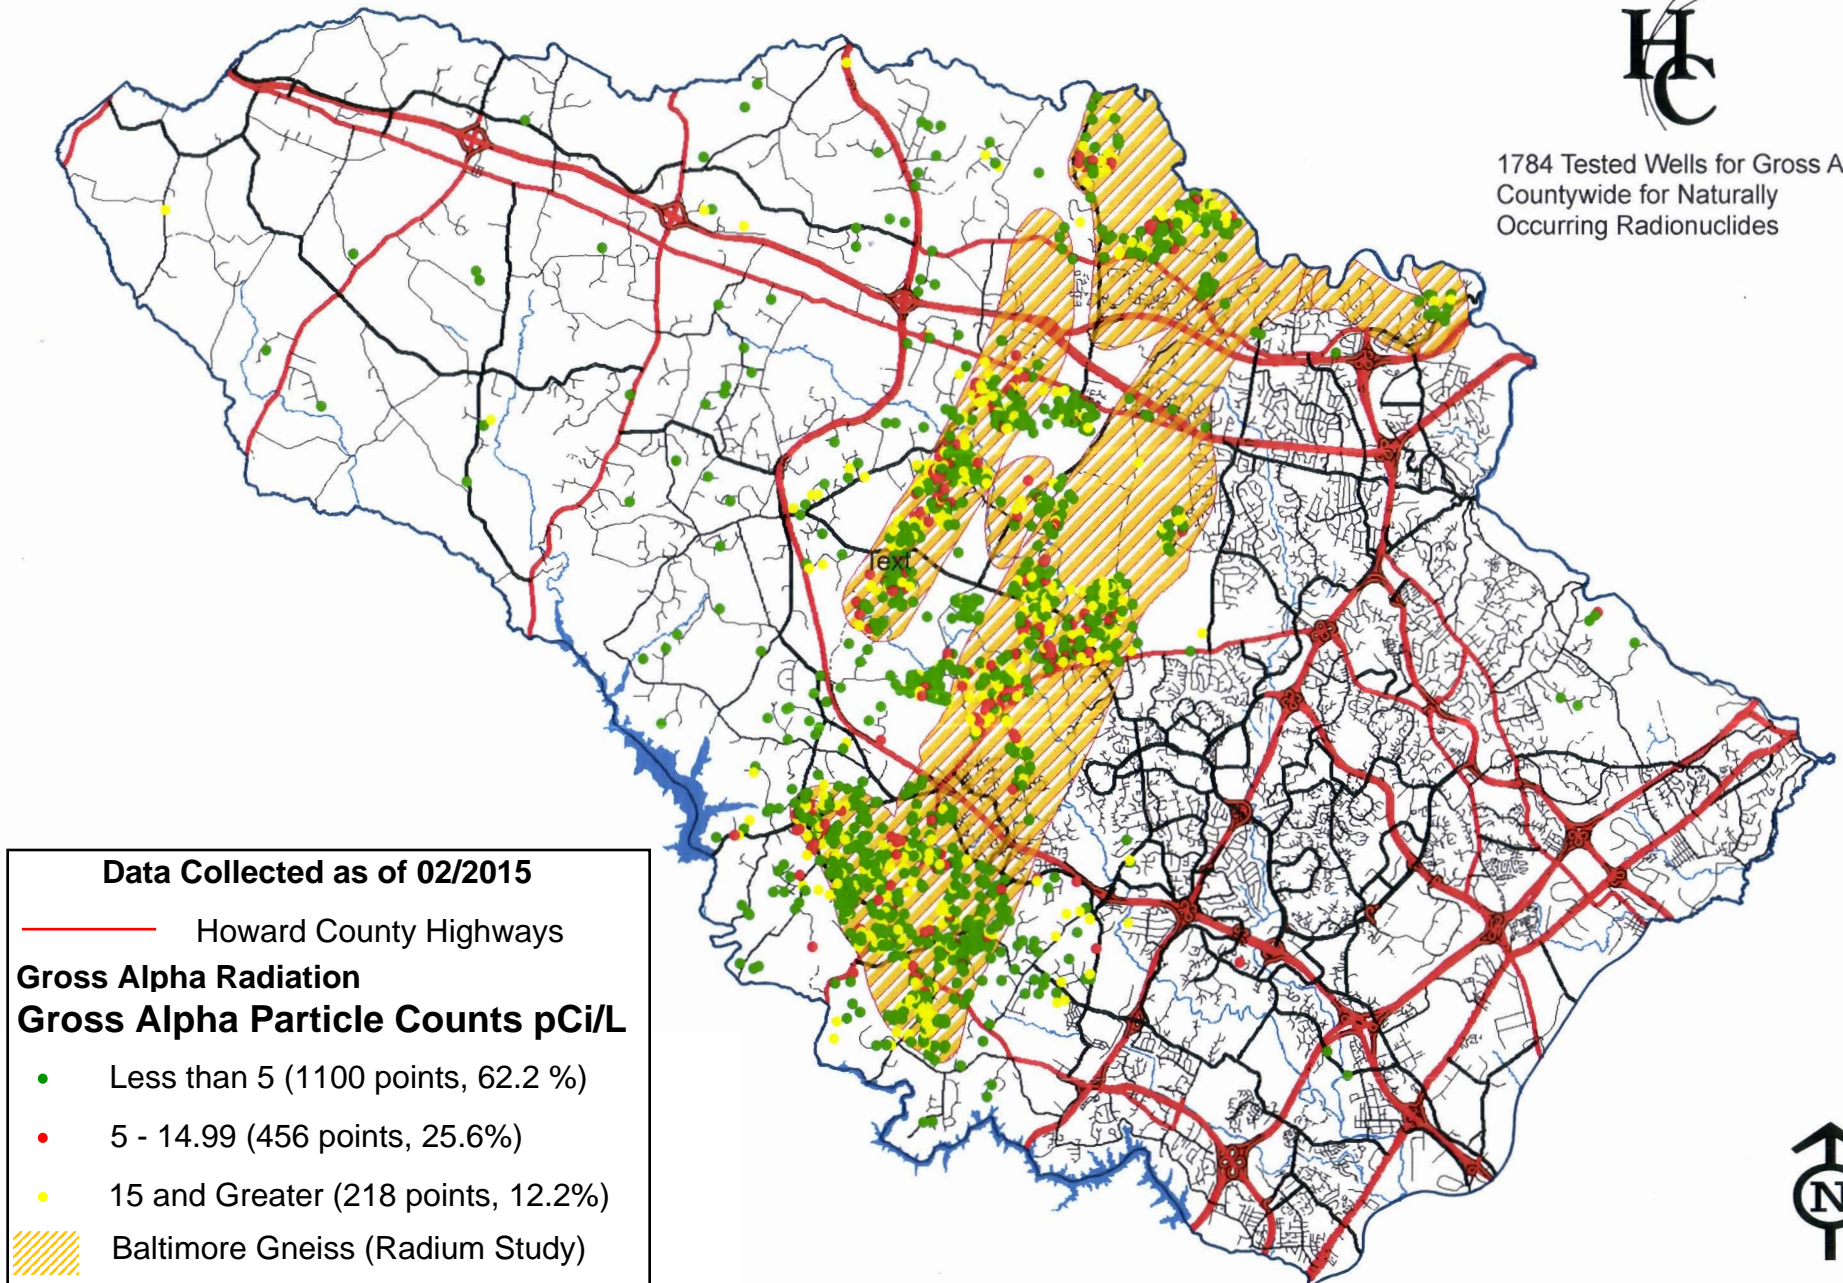 HC
1784 Tested Wells for Gross A
Countywide for Naturally
Occurring Radionuclides
Text
Data Collected as of 02/2015
Howard County Highways
Gross Alpha Radiation
Gross Alpha Particle Counts pCi/L
Less than 5 (1100 points, 62.2 %)
5 - 14.99 (456 points, 25.6%)
15 and Greater (218 points, 12.2%)
Baltimore Gneiss (Radium Study)
N